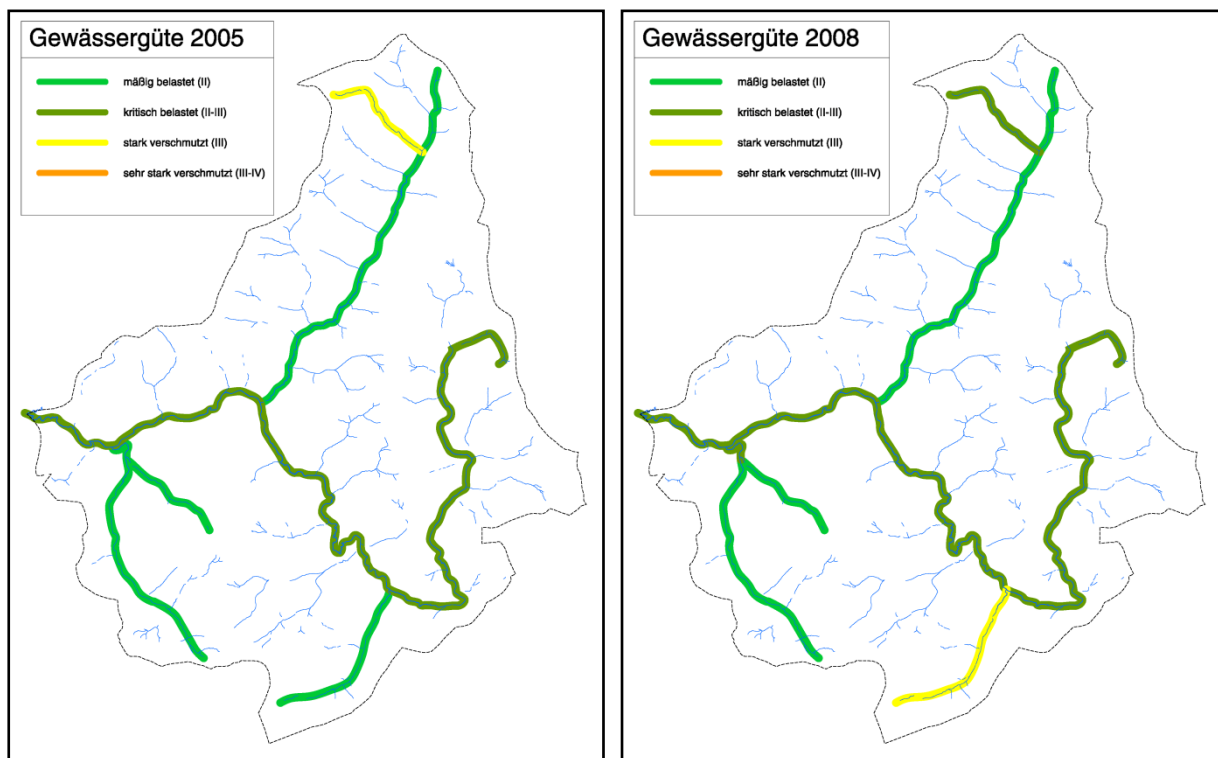 Gewässergüte 2005
mäßig belastet (II)
kritisch belastet (II-III)
stark verschmutzt (III)
sehr stark verschmutzt (III-IV)
Gewässergüte 2008
mäßig belastet (II)
kritisch belastet (II-III)
stark verschmutzt (III)
sehr stark verschmutzt (III-IV)